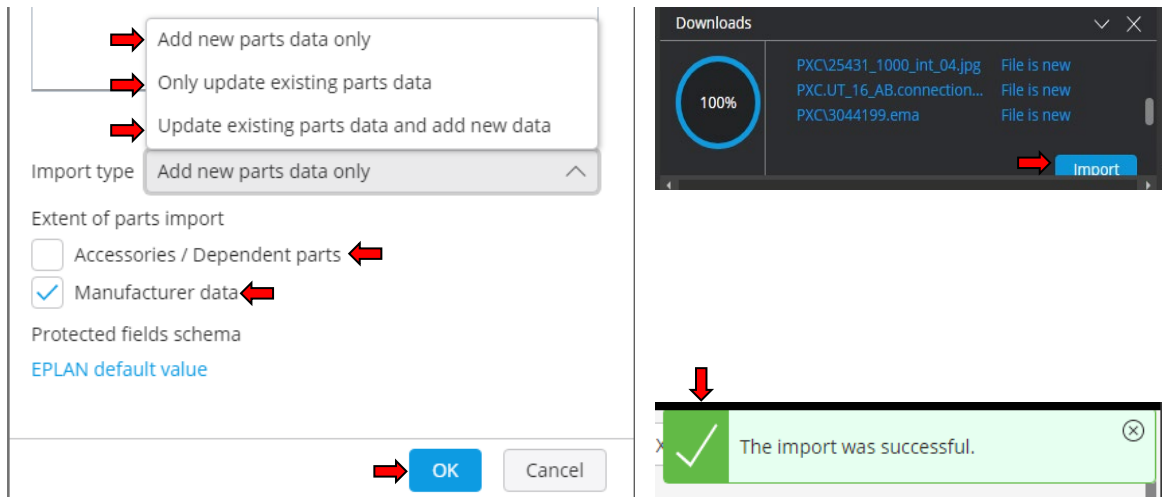 Add new parts data only
Only update existing parts data
Update existing parts data and add new data
Import type Add new parts data only
Extent of parts import
Accessories / Dependent parts
Manufacturer data
Protected fields schema
EPLAN default value
OK Cancel
Downloads
100%
PXC\25431_1000_int_04.jpg File is new
PXC.UT_16_AB.connection... File is new
PXC\3044199.ema File is new
Import
The import was successful.